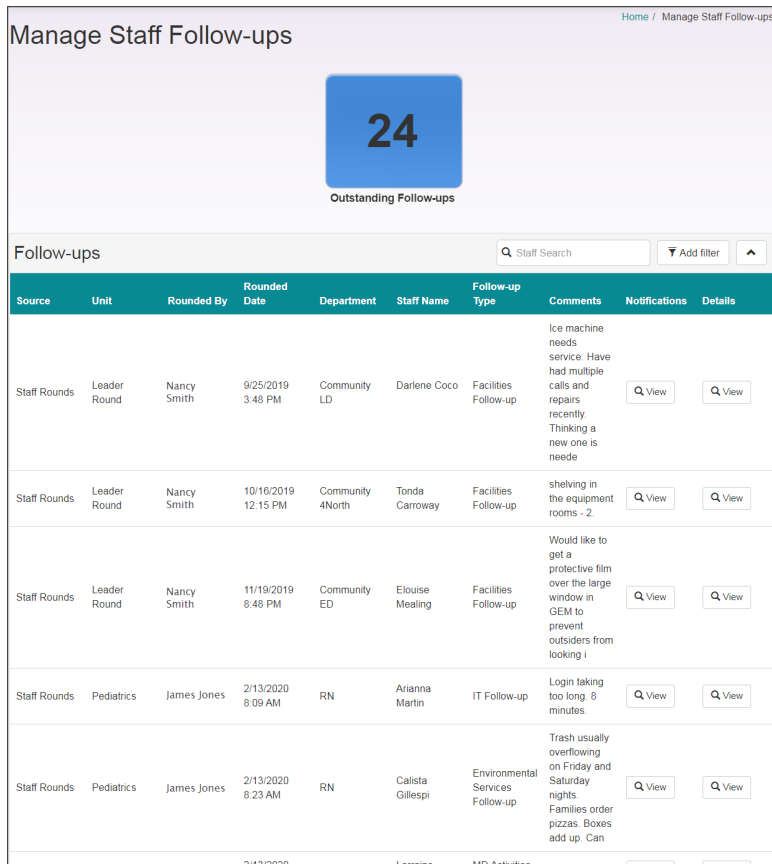 Home / Manage Staff Follow-ups
Manage Staff Follow-ups
24
Outstanding Follow-ups
Follow-ups
Staff Search
Add filter
Source Unit Rounded By Rounded Date Department Staff Name Follow-up Type Comments Notifications Details
Staff Rounds
Leader
Round
Nancy
Smith
9/25/2019
3:48 PM
Community
LD
Darlene Coco
Facilities
Follow-up
Ice machine
needs
service. Have
had multiple
calls and
repairs
recently.
Thinking a
new one is
neede
View
View
Staff Rounds
Leader
Round
Nancy
Smith
10/16/2019
12:15 PM
Community
4North
Tonda
Carroway
Facilities
Follow-up
shelving in
the equipment
rooms - 2.
View
View
Staff Rounds
Leader
Round
Nancy
Smith
11/19/2019
8:48 PM
Community
ED
Elouise
Mealing
Facilities
Follow-up
Would like to
get a
protective film
over the large
window in
GEM to
prevent
outsiders from
looking i
View
View
Staff Rounds
Pediatrics
James Jones
2/13/2020
8:09 AM
RN
Arianna
Martin
IT Follow-up
Login taking
too long. 8
minutes.
View
View
Staff Rounds
Pediatrics
James Jones
2/13/2020
8:23 AM
RN
Calista
Gillespi
Environmental
Services
Follow-up
Trash usually
overflowing
on Friday and
Saturday
nights.
Families order
pizzas. Boxes
add up. Can
View
View
2/13/2020